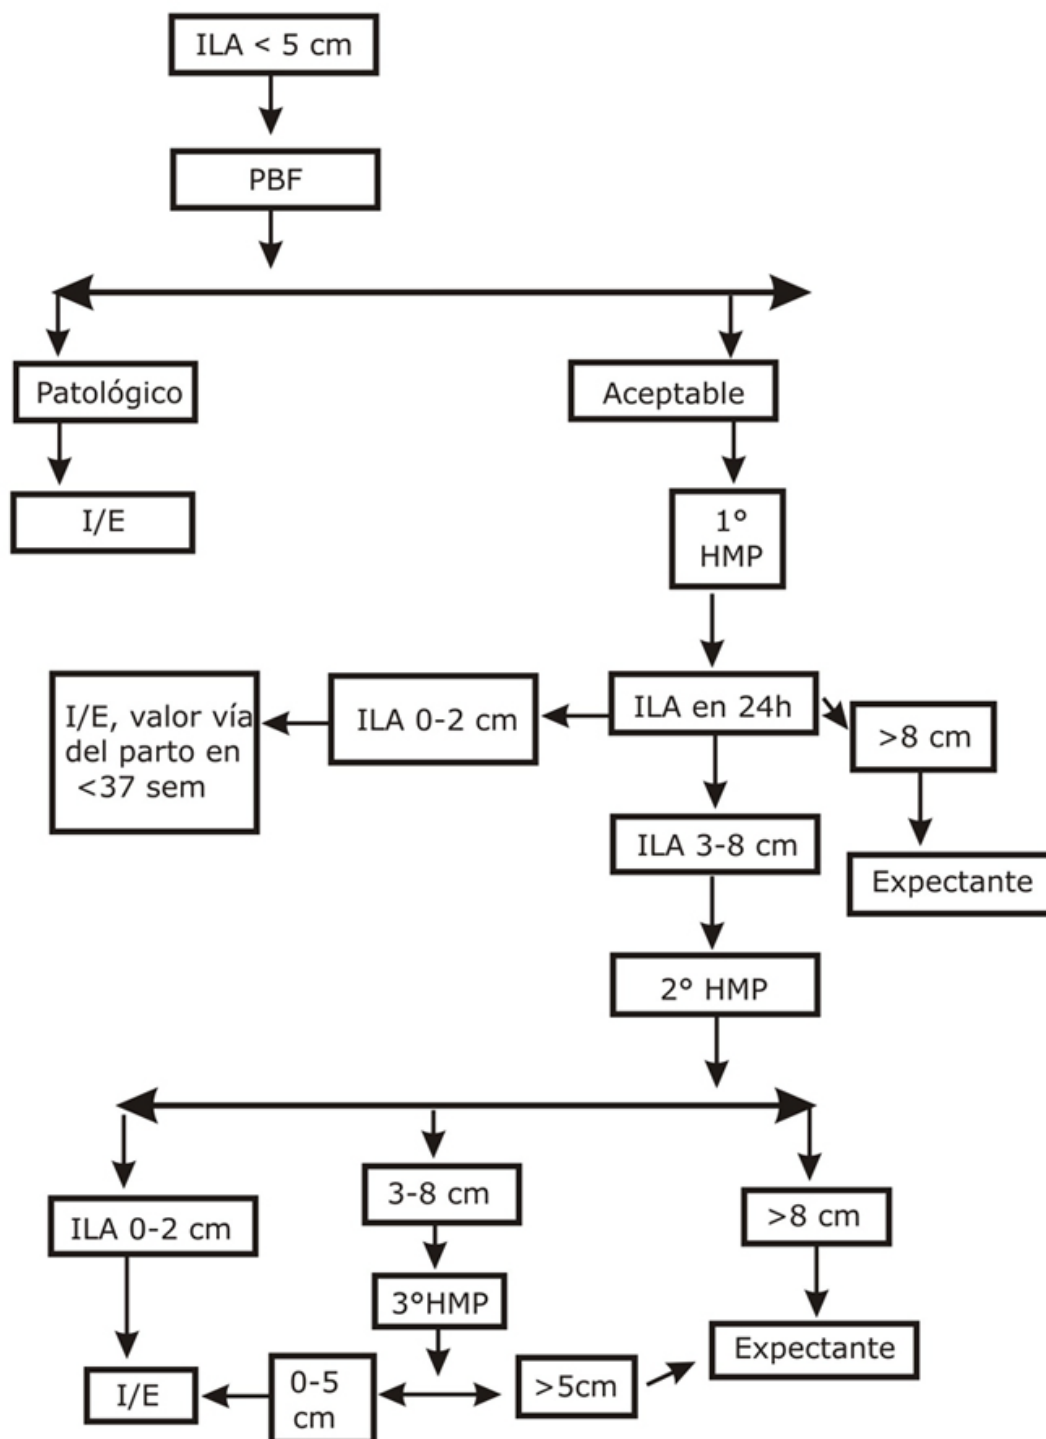 ILA < 5 cm
PBF
Patológico
Aceptable
I/E
1°
HMP
I/E, valor vía
del parto en
<37 sem
ILA 0-2 cm
ILA en 24h
>8 cm
ILA 3-8 cm
Expectante
2° HMP
ILA 0-2 cm
3-8 cm
>8 cm
3°HMP
Expectante
I/E
0-5
cm
>5cm